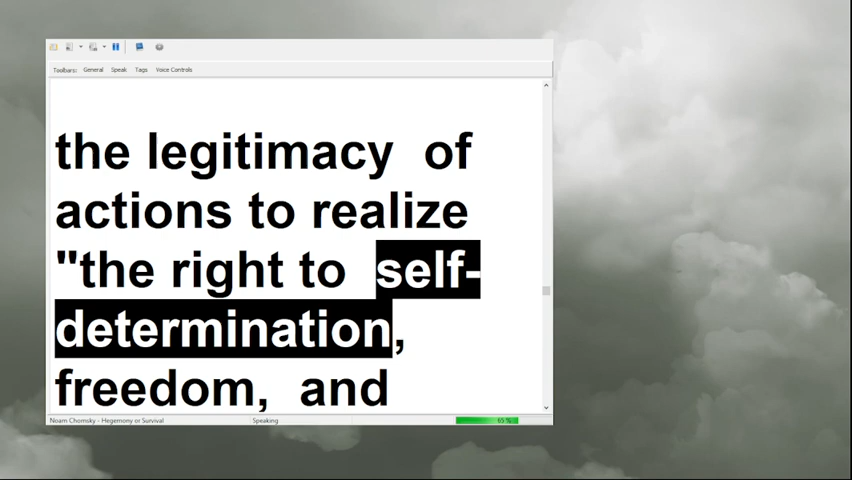 Toolbars: General Speak Tags Voice Controls
the legitimacy of
actions to realize
"the right to self-
determination,
freedom, and
Noam Chomsky - Hegemony or Survival Speaking 65 %